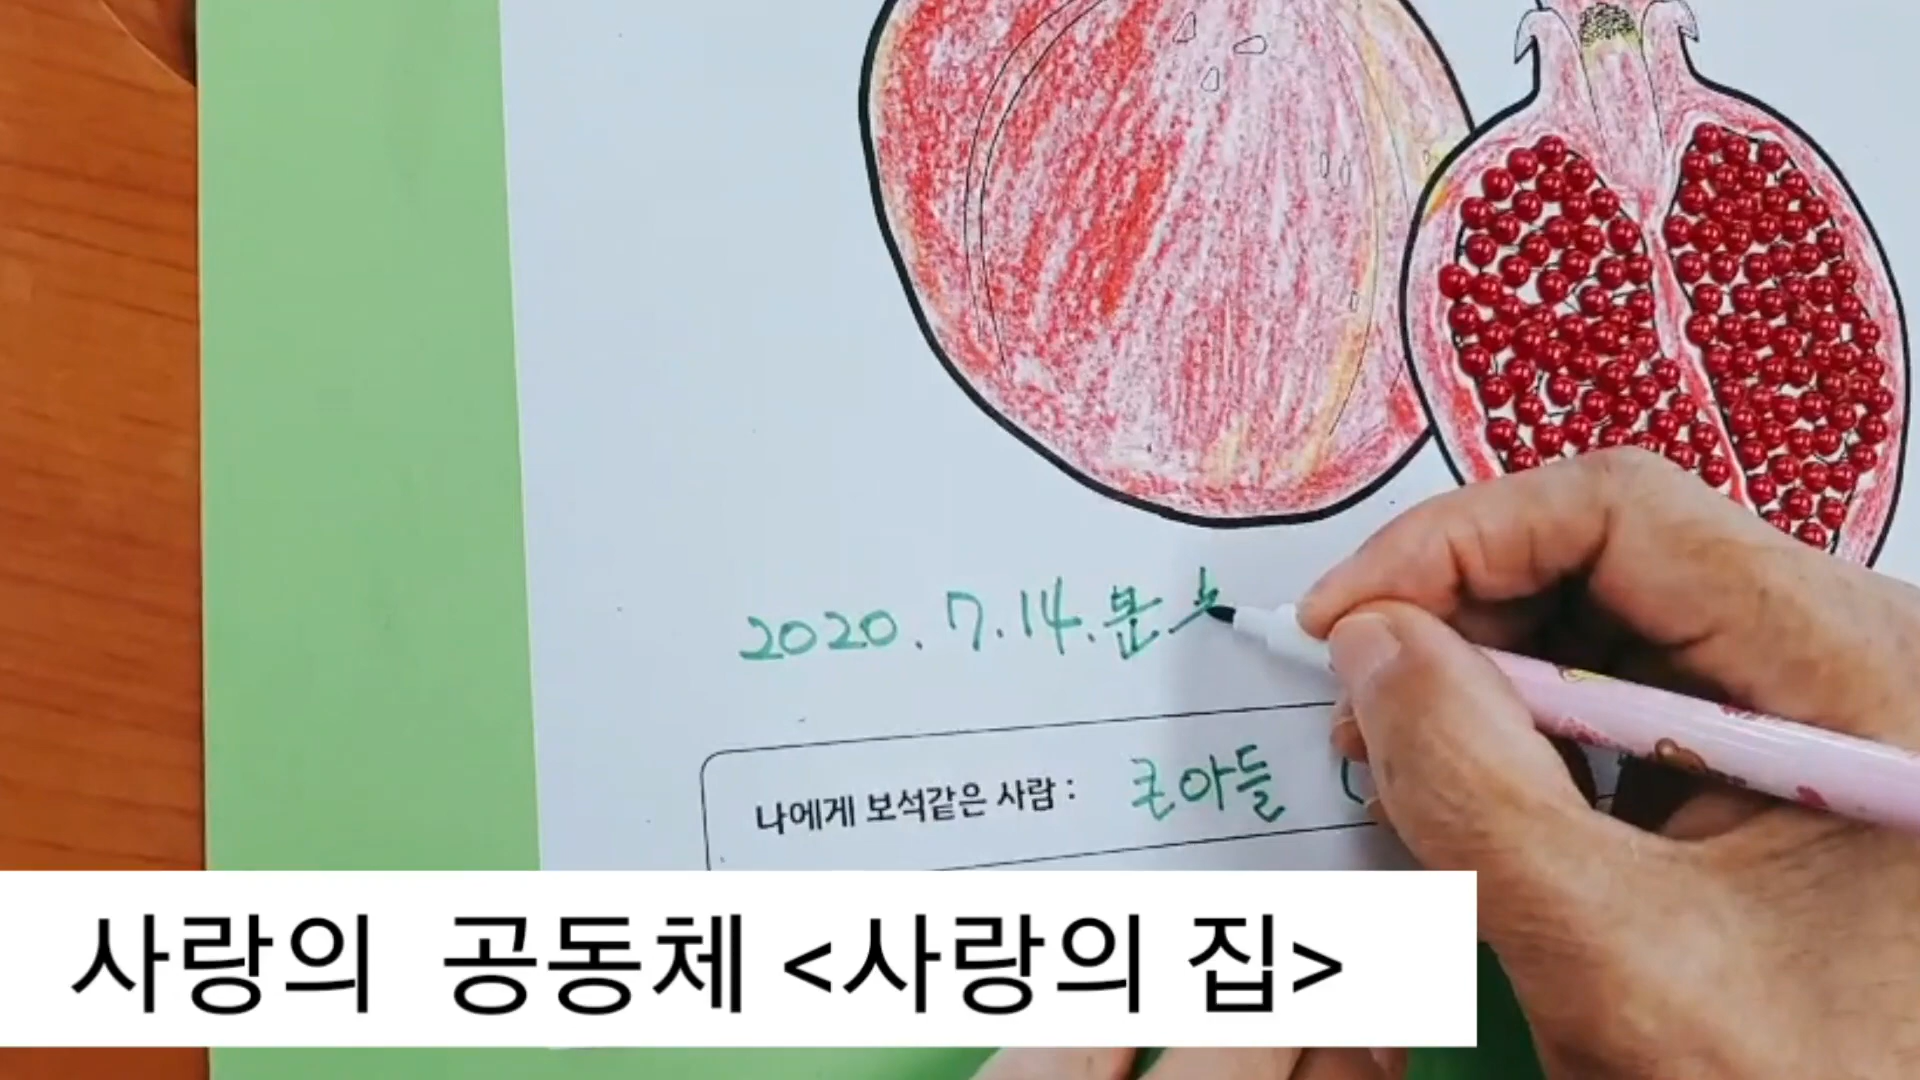 2020. 7. 14. 분
나에게 보석같은 사람 : 큰아들 (
사랑의 공동체 <사랑의 집>